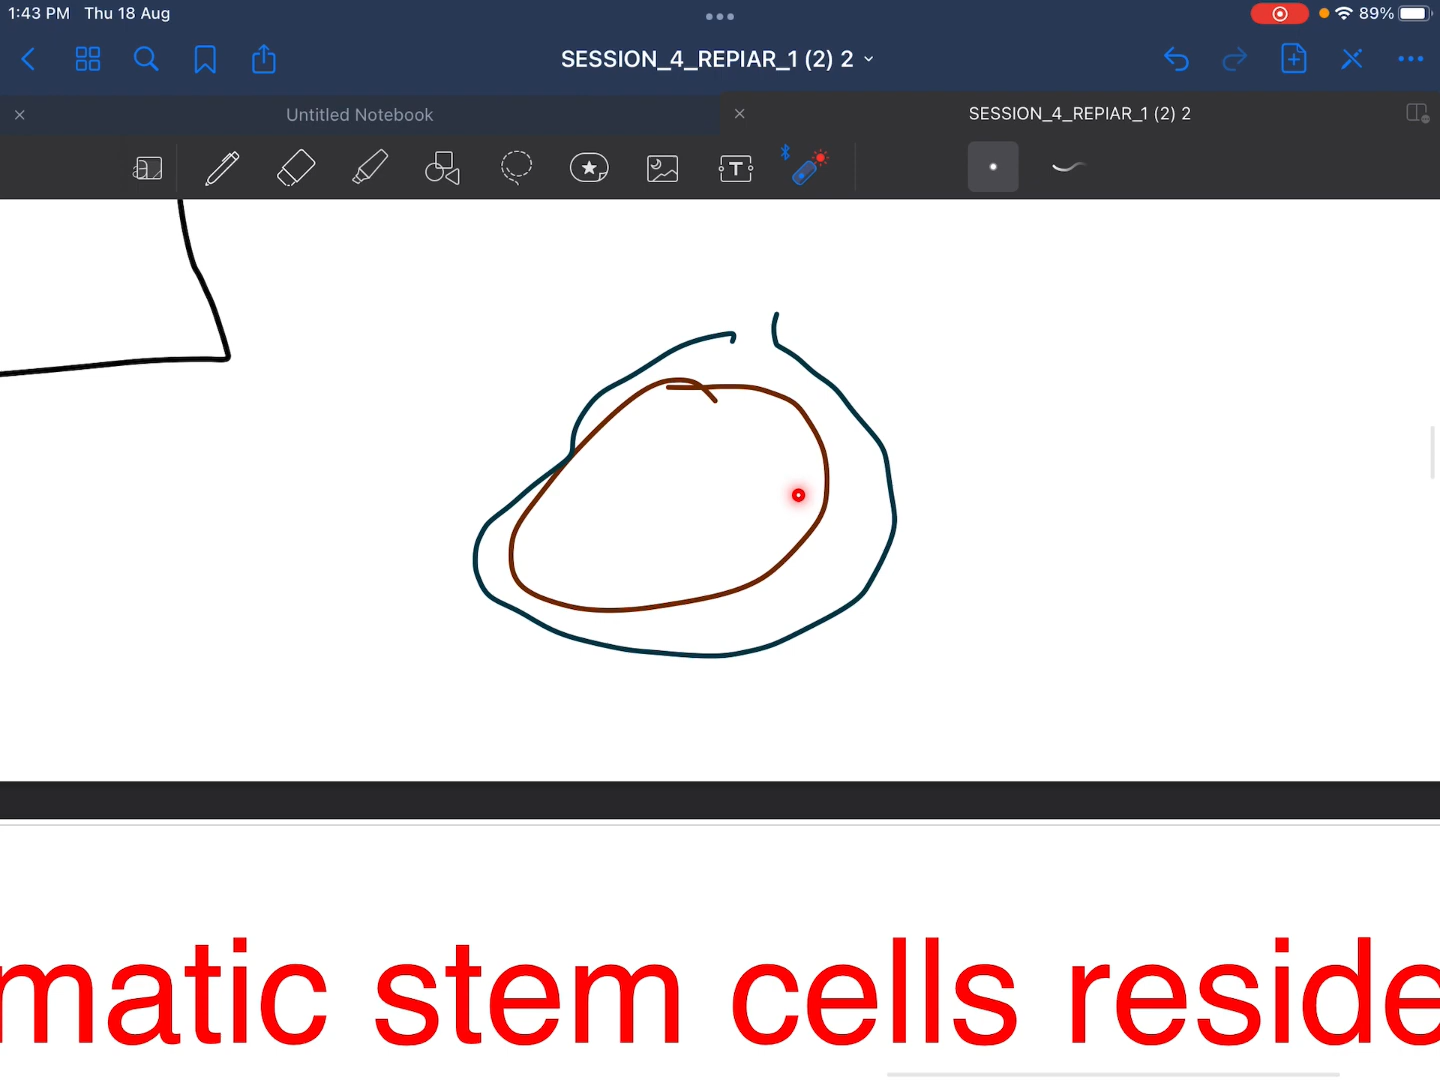 1:43 PM Thu 18 Aug
89%
SESSION_4_REPIAR_1 (2) 2
Untitled Notebook
SESSION_4_REPIAR_1 (2) 2
matic stem cells reside